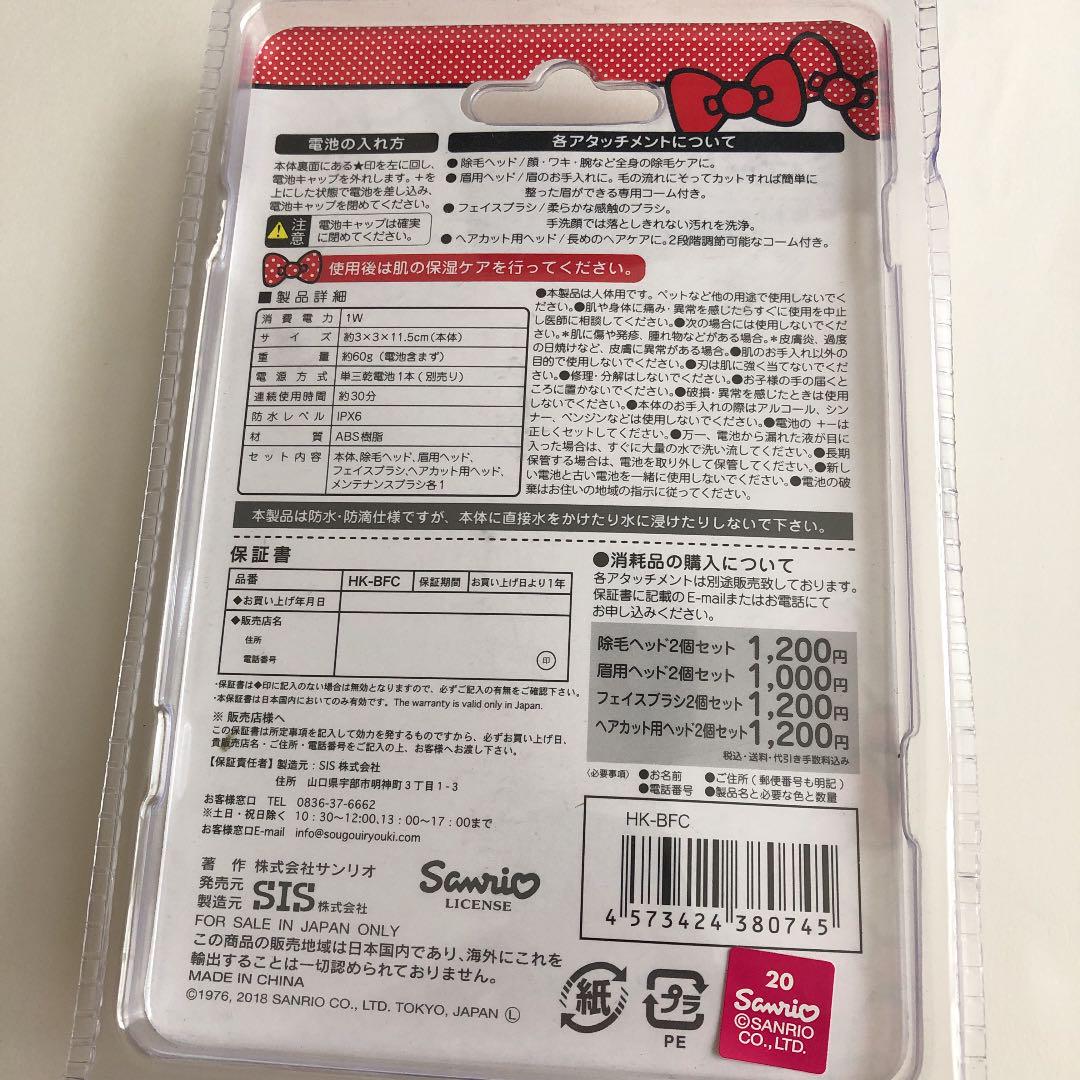 電池の入れ方
本体裏面にある★印を左に回し、
電池キャップを外れします。+を
上にした状態で電池を差し込み、
電池キャップを閉めてください。
注意
電池キャップは確実
に閉めてください。
各アタッチメントについて
●除毛ヘッド/顔・ワキ・腕など全身の除毛ケアに。
●眉用ヘッド/眉のお手入れに。毛の流れにそってカットすれば簡単に
整った眉ができる専用コーム付き。
●フェイスブラシ/柔らかな感触のブラシ。
手洗顔では落としきれない汚れを洗浄。
●ヘアカット用ヘッド/長めのヘアケアに。2段階調節可能なコーム付き。
使用後は肌の保湿ケアを行ってください。
■製品詳細
消費電力 1W
サイズ 約3×3×11.5cm(本体)
重量 約60g(電池含まず)
電源方式 単三乾電池1本(別売り)
連続使用時間 約30分
防水レベル IPX6
材質 ABS樹脂
セット内容 本体、除毛ヘッド、眉用ヘッド、
フェイスブラシ、ヘアカット用ヘッド、
メンテナンスブラシ各1
●本製品は人体用です。ペットなど他の用途で使用しないでく
ださい。●肌や身体に痛み・異常を感じたらすぐに使用を中止
し医師に相談してください。●次の場合には使用しないでくだ
さい。＊肌に傷や発疹、腫れ物などがある場合。＊皮膚炎、過度
の日焼けなど、皮膚に異常がある場合。●肌のお手入れ以外の
目的で使用しないでください。●刃は肌に強く当てないでくだ
さい。●修理・分解はしないでください。●お子様の手の届くと
ころに置かないでください。●破損・異常を感じたときは使用
しないでください。●本体のお手入れの際はアルコール、シン
ナー、ベンジンなどは使用しないでください。●電池の +−は
正しくセットしてください。●万一、電池から漏れた液が目に
入った場合は、すぐに大量の水で洗い流してください。●長期
保管する場合は、電池を取り外して保管してください。●新し
い電池と古い電池を一緒に使用しないでください。●電池の破
棄はお住いの地域の指示に従ってください。
本製品は防水・防滴仕様ですが、本体に直接水をかけたり水に浸けたりしないで下さい。
保証書
品番 HK-BFC 保証期間 お買い上げ日より1年
◆お買い上げ年月日
◆販売店名
住所
電話番号
印
・保証書は◆印に記入のない場合は無効となりますので、必ずご記入の有無をご確認下さい。
・本保証書は日本国内においてのみ有効です。The warranty is valid only in Japan.
※ 販売店様へ
この保証書は所定事項を記入して効力を発するものですから、必ずお買い上げ日、
貴販売店名・ご住所・電話番号をご記入の上、お客様へお渡し下さい。
【保証責任者】製造元:SIS 株式会社
住所 山口県宇部市明神町3丁目1-3
お客様窓口 TEL 0836-37-6662
※土日・祝日除く 10:30~12:00、13:00~17:00まで
お客様窓口E-mail info@sougouiryouki.com
著作 株式会社サンリオ
発売元
製造元 SIS 株式会社
Sanrio
LICENSE
FOR SALE IN JAPAN ONLY
この商品の販売地域は日本国内であり、海外にこれを
輸出することは一切認められておりません。
MADE IN CHINA
©1976, 2018 SANRIO CO., LTD. TOKYO, JAPAN Ⓛ
●消耗品の購入について
各アタッチメントは別途販売致しております。
保証書に記載の E-mailまたはお電話にて
お申し込みください。
除毛ヘッド2個セット 1,200円
眉用ヘッド2個セット 1,000円
フェイスブラシ2個セット 1,200円
ヘアカット用ヘッド2個セット 1,200円
税込・送料・代引き手数料込み
〈必要事項〉 ●お名前 ●ご住所(郵便番号も明記)
●電話番号 ●製品名と必要な色と数量
HK-BFC
4 573424 380745
紙
プラ
PE
20
Sanrio
©SANRIO
CO., LTD.